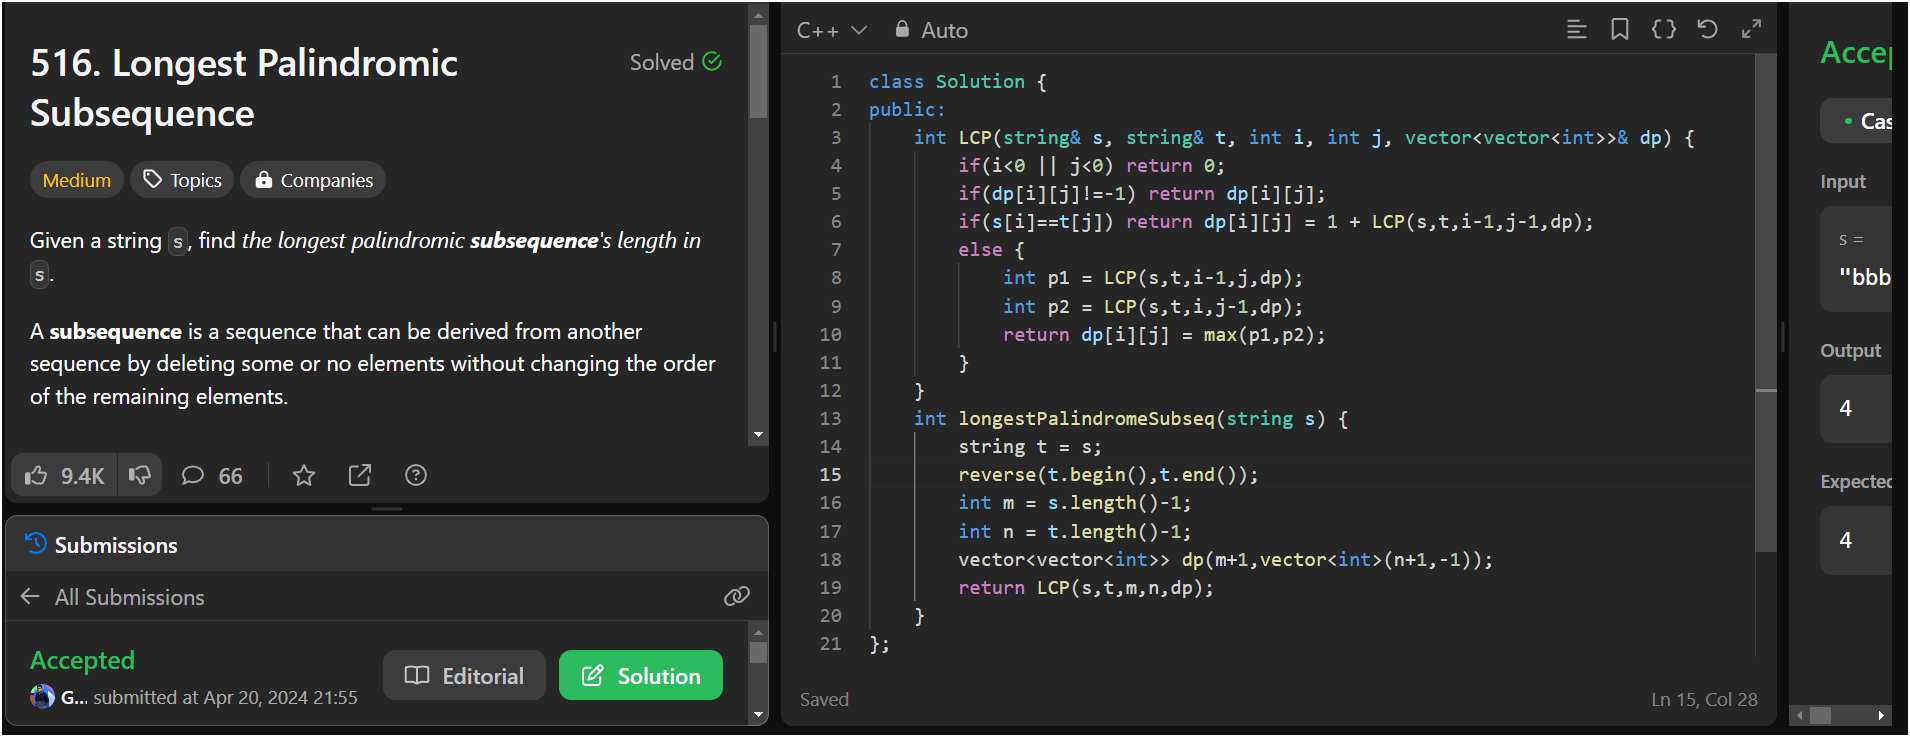 516. Longest Palindromic
Subsequence
Solved
Medium
Topics
Companies
Given a string s, find the longest palindromic subsequence's length in
s.
A subsequence is a sequence that can be derived from another
sequence by deleting some or no elements without changing the order
of the remaining elements.
9.4K
66
Submissions
All Submissions
Accepted
G... submitted at Apr 20, 2024 21:55
Editorial
Solution
C++
Auto
1 class Solution {
2 public:
3     int LCP(string& s, string& t, int i, int j, vector<vector<int>>& dp) {
4         if(i<0 || j<0) return 0;
5         if(dp[i][j]!=-1) return dp[i][j];
6         if(s[i]==t[j]) return dp[i][j] = 1 + LCP(s,t,i-1,j-1,dp);
7         else {
8             int p1 = LCP(s,t,i-1,j,dp);
9             int p2 = LCP(s,t,i,j-1,dp);
10             return dp[i][j] = max(p1,p2);
11         }
12     }
13     int longestPalindromeSubseq(string s) {
14         string t = s;
15         reverse(t.begin(),t.end());
16         int m = s.length()-1;
17         int n = t.length()-1;
18         vector<vector<int>> dp(m+1,vector<int>(n+1,-1));
19         return LCP(s,t,m,n,dp);
20     }
21 };
Saved
Ln 15, Col 28
Accep
Cas
Input
s =
"bbb
Output
4
Expected
4